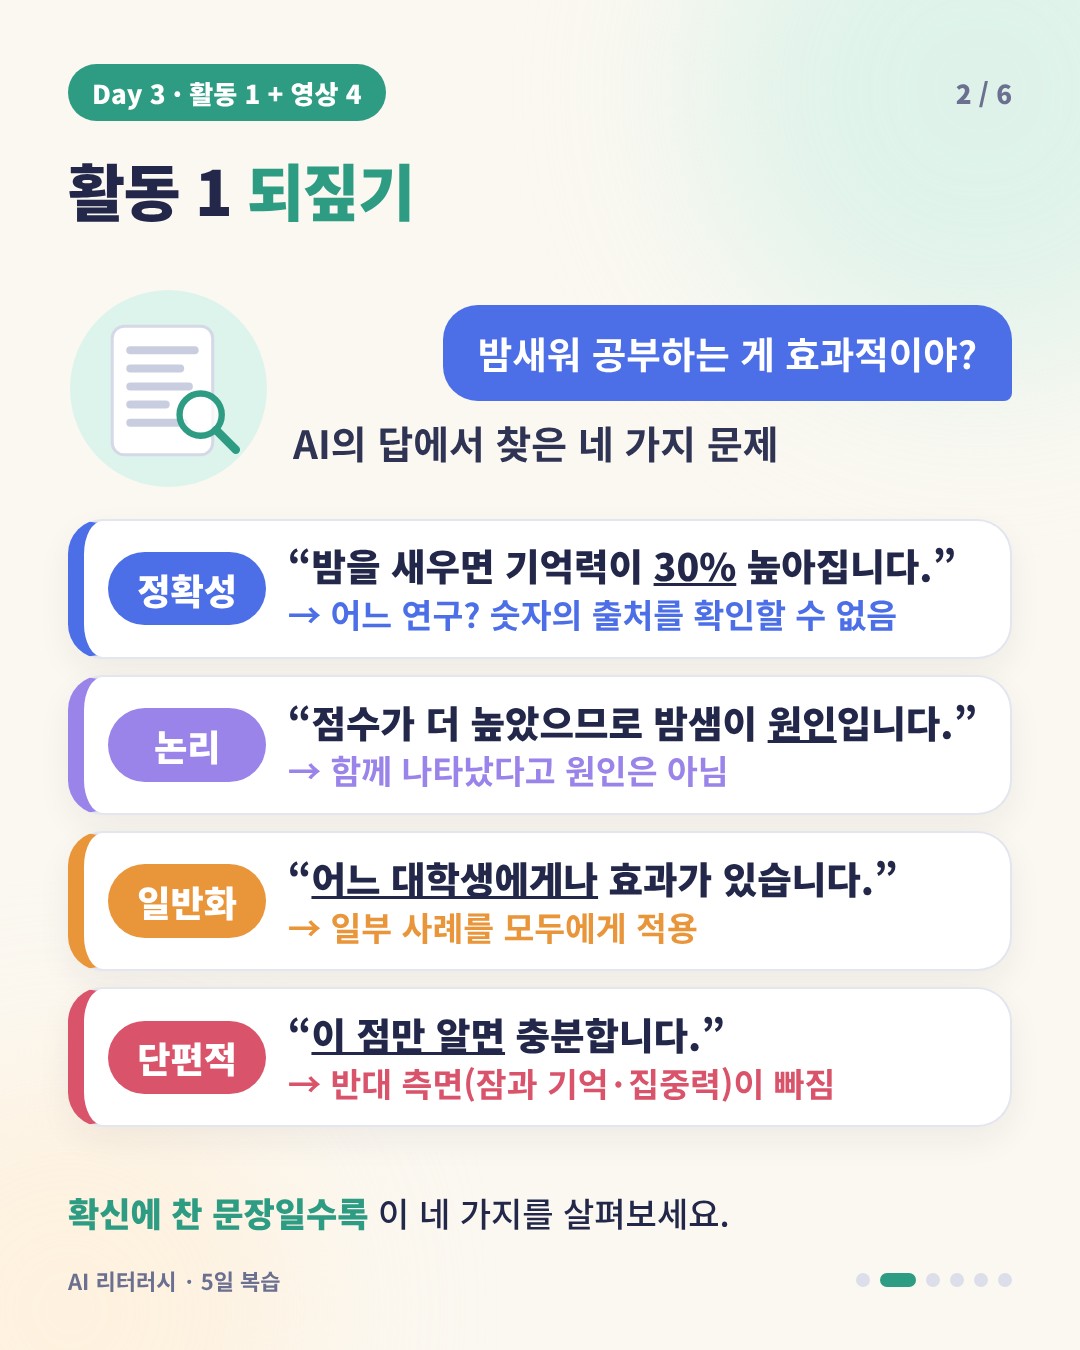 Day 3 · 활동 1 + 영상 4
2 / 6
활동 1 되짚기
밤새워 공부하는 게 효과적이야?
AI의 답에서 찾은 네 가지 문제
정확성
“밤을 새우면 기억력이 30% 높아집니다.”
→ 어느 연구? 숫자의 출처를 확인할 수 없음
논리
“점수가 더 높았으므로 밤샘이 원인입니다.”
→ 함께 나타났다고 원인은 아님
일반화
“어느 대학생에게나 효과가 있습니다.”
→ 일부 사례를 모두에게 적용
단편적
“이 점만 알면 충분합니다.”
→ 반대 측면(잠과 기억·집중력)이 빠짐
확신에 찬 문장일수록 이 네 가지를 살펴보세요.
AI 리터러시 · 5일 복습